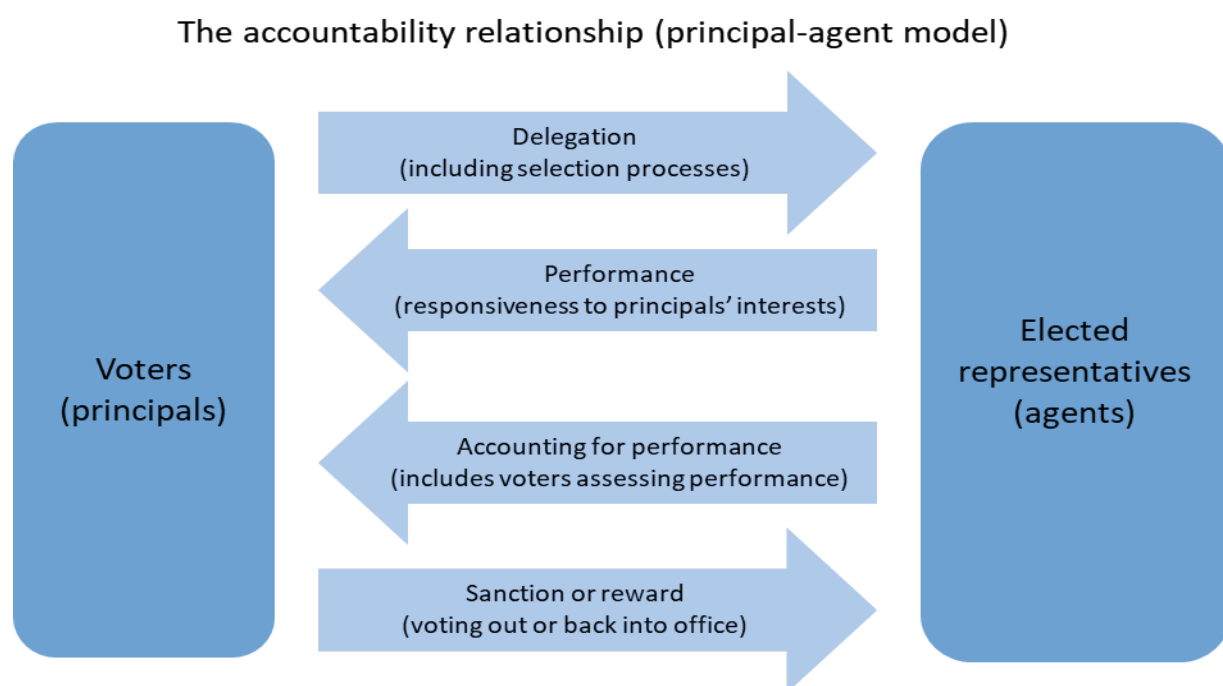 The accountability relationship (principal-agent model)
Delegation
(including selection processes)
Performance
(responsiveness to principals’ interests)
Voters
(principals)
Elected
representatives
(agents)
Accounting for performance
(includes voters assessing performance)
Sanction or reward
(voting out or back into office)